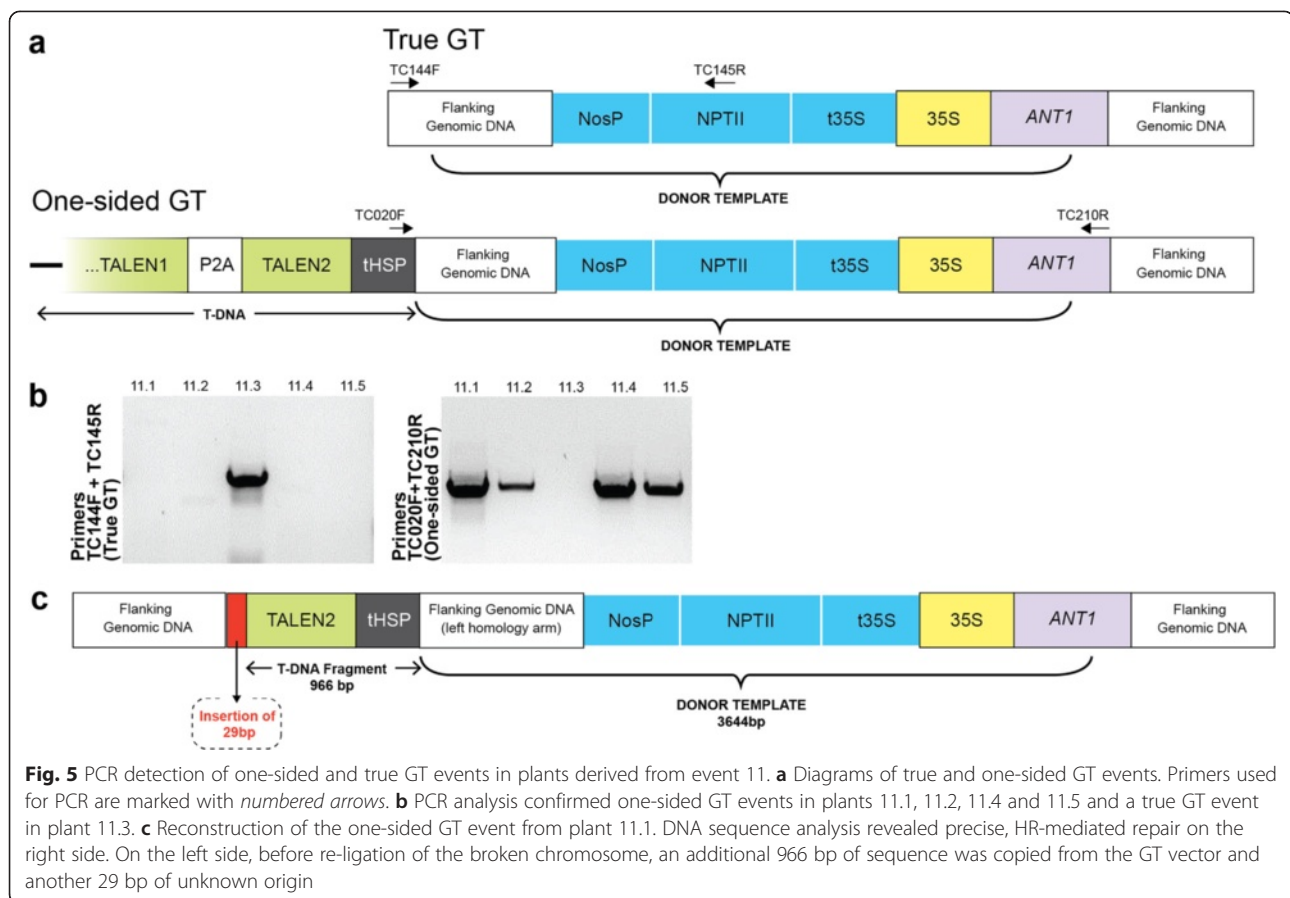 a
True GT
TC144F
TC145R
Flanking
Genomic DNA
NosP
NPTII
t35S
35S
ANT1
Flanking
Genomic DNA
DONOR TEMPLATE
One-sided GT
TC020F
TC210R
...TALEN1
P2A
TALEN2
tHSP
Flanking
Genomic DNA
NosP
NPTII
t35S
35S
ANT1
Flanking
Genomic DNA
T-DNA
DONOR TEMPLATE
b
Primers
TC144F + TC145R
(True GT)
11.1 11.2 11.3 11.4 11.5
Primers
TC020F+TC210R
(One-sided GT)
11.1 11.2 11.3 11.4 11.5
c
Flanking
Genomic DNA
TALEN2
tHSP
Flanking Genomic DNA
(left homology arm)
NosP
NPTII
t35S
35S
ANT1
Flanking
Genomic DNA
T-DNA Fragment
966 bp
Insertion of
29bp
DONOR TEMPLATE
3644bp
Fig. 5 PCR detection of one-sided and true GT events in plants derived from event 11. a Diagrams of true and one-sided GT events. Primers used
for PCR are marked with numbered arrows. b PCR analysis confirmed one-sided GT events in plants 11.1, 11.2, 11.4 and 11.5 and a true GT event
in plant 11.3. c Reconstruction of the one-sided GT event from plant 11.1. DNA sequence analysis revealed precise, HR-mediated repair on the
right side. On the left side, before re-ligation of the broken chromosome, an additional 966 bp of sequence was copied from the GT vector and
another 29 bp of unknown origin